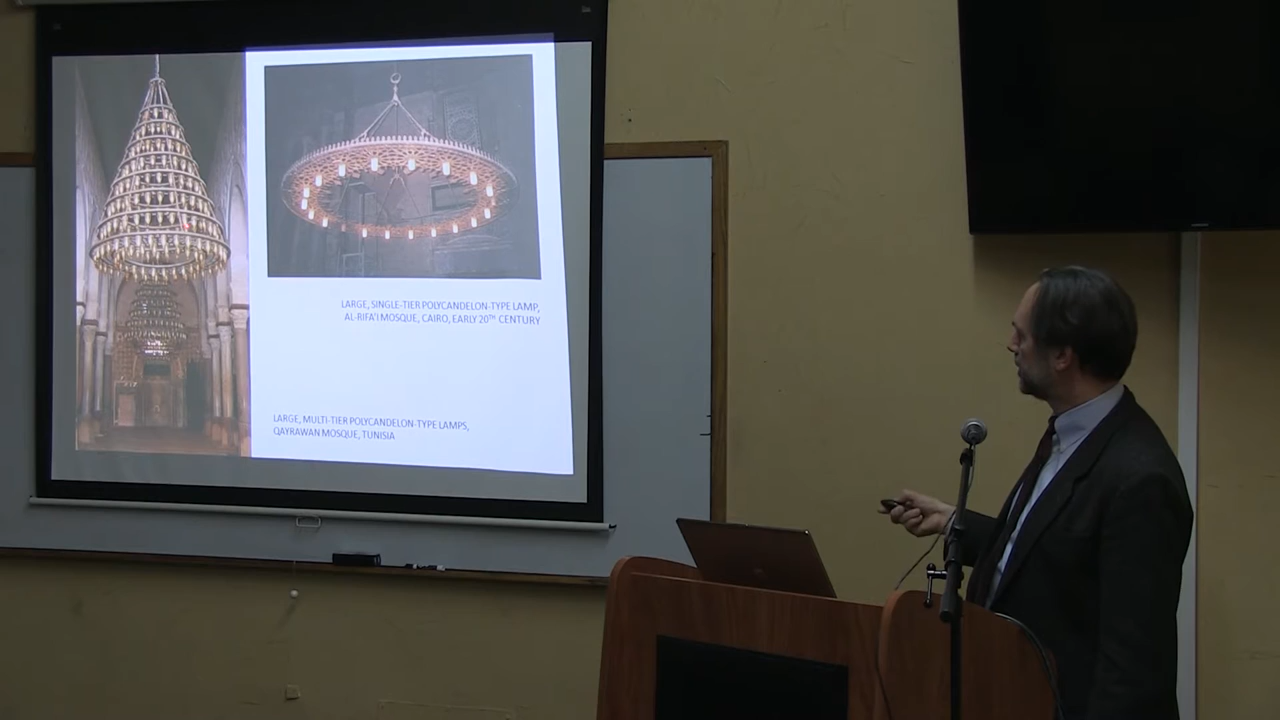 LARGE, SINGLE-TIER POLYCANDELON-TYPE LAMP,
AL-RIFA'I MOSQUE, CAIRO, EARLY 20TH CENTURY
LARGE, MULTI-TIER POLYCANDELON-TYPE LAMPS,
QAYRAWAN MOSQUE, TUNISIA